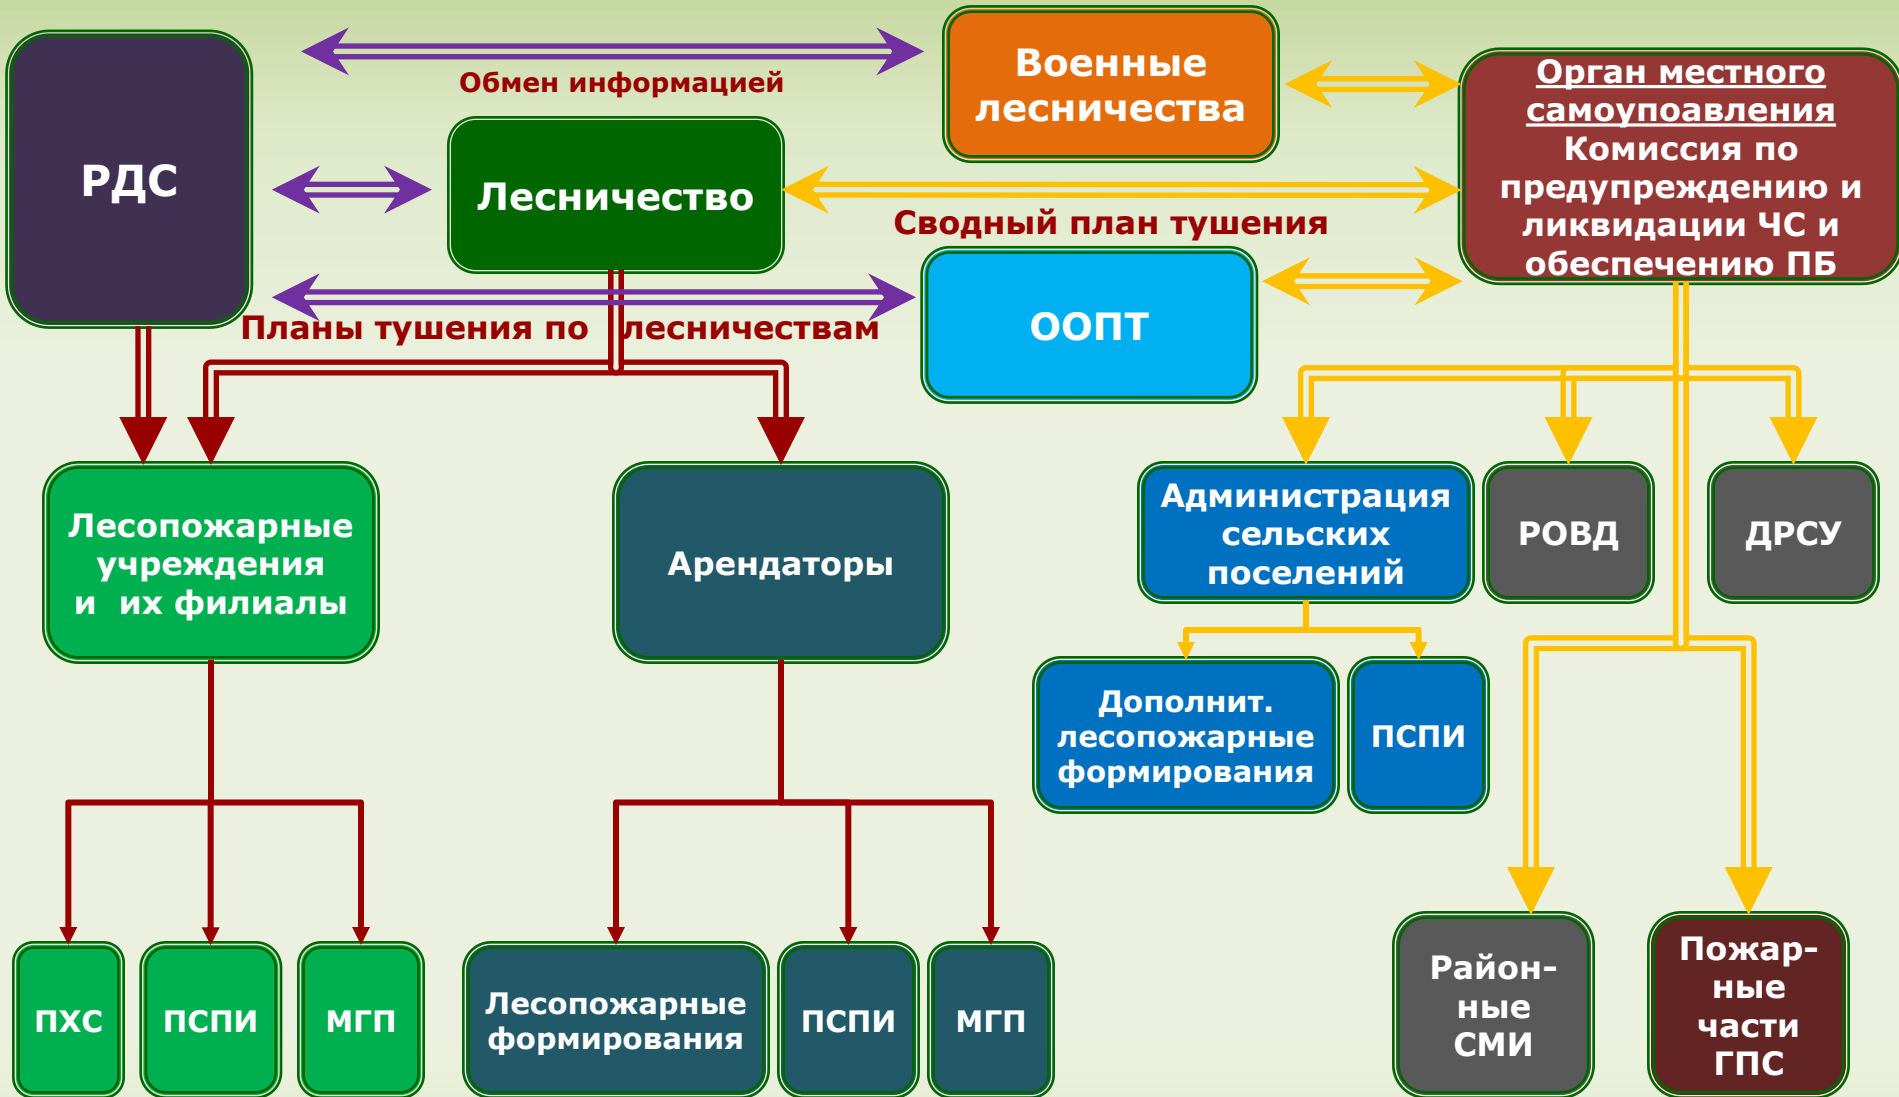 РДС
Обмен информацией
Военные
лесничества
Орган местного
самоупоавления
Комиссия по
предупреждению и
ликвидации ЧС и
обеспечению ПБ
Лесничество
Сводный план тушения
Планы тушения по лесничествам
ООПТ
Лесопожарные
учреждения
и их филиалы
Арендаторы
Администрация
сельских
поселений
РОВД
ДРСУ
Дополнит.
лесопожарные
формирования
ПСПИ
ПХС
ПСПИ
МГП
Лесопожарные
формирования
ПСПИ
МГП
Район-
ные
СМИ
Пожар-
ные
части
ГПС